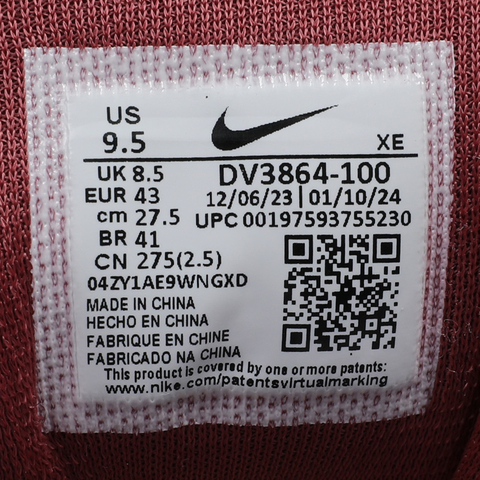 US
9.5
XE
UK 8.5
EUR 43
cm 27.5
BR 41
CN 275(2.5)
DV3864-100
12/06/23 | 01/10/24
UPC 00197593755230
04ZY1AE9WNGXD
MADE IN CHINA
HECHO EN CHINA
FABRIQUE EN CHINE
FABRICADO NA CHINA
This product is covered by one or more patents:
www.nike.com/patentsvirtualmarking